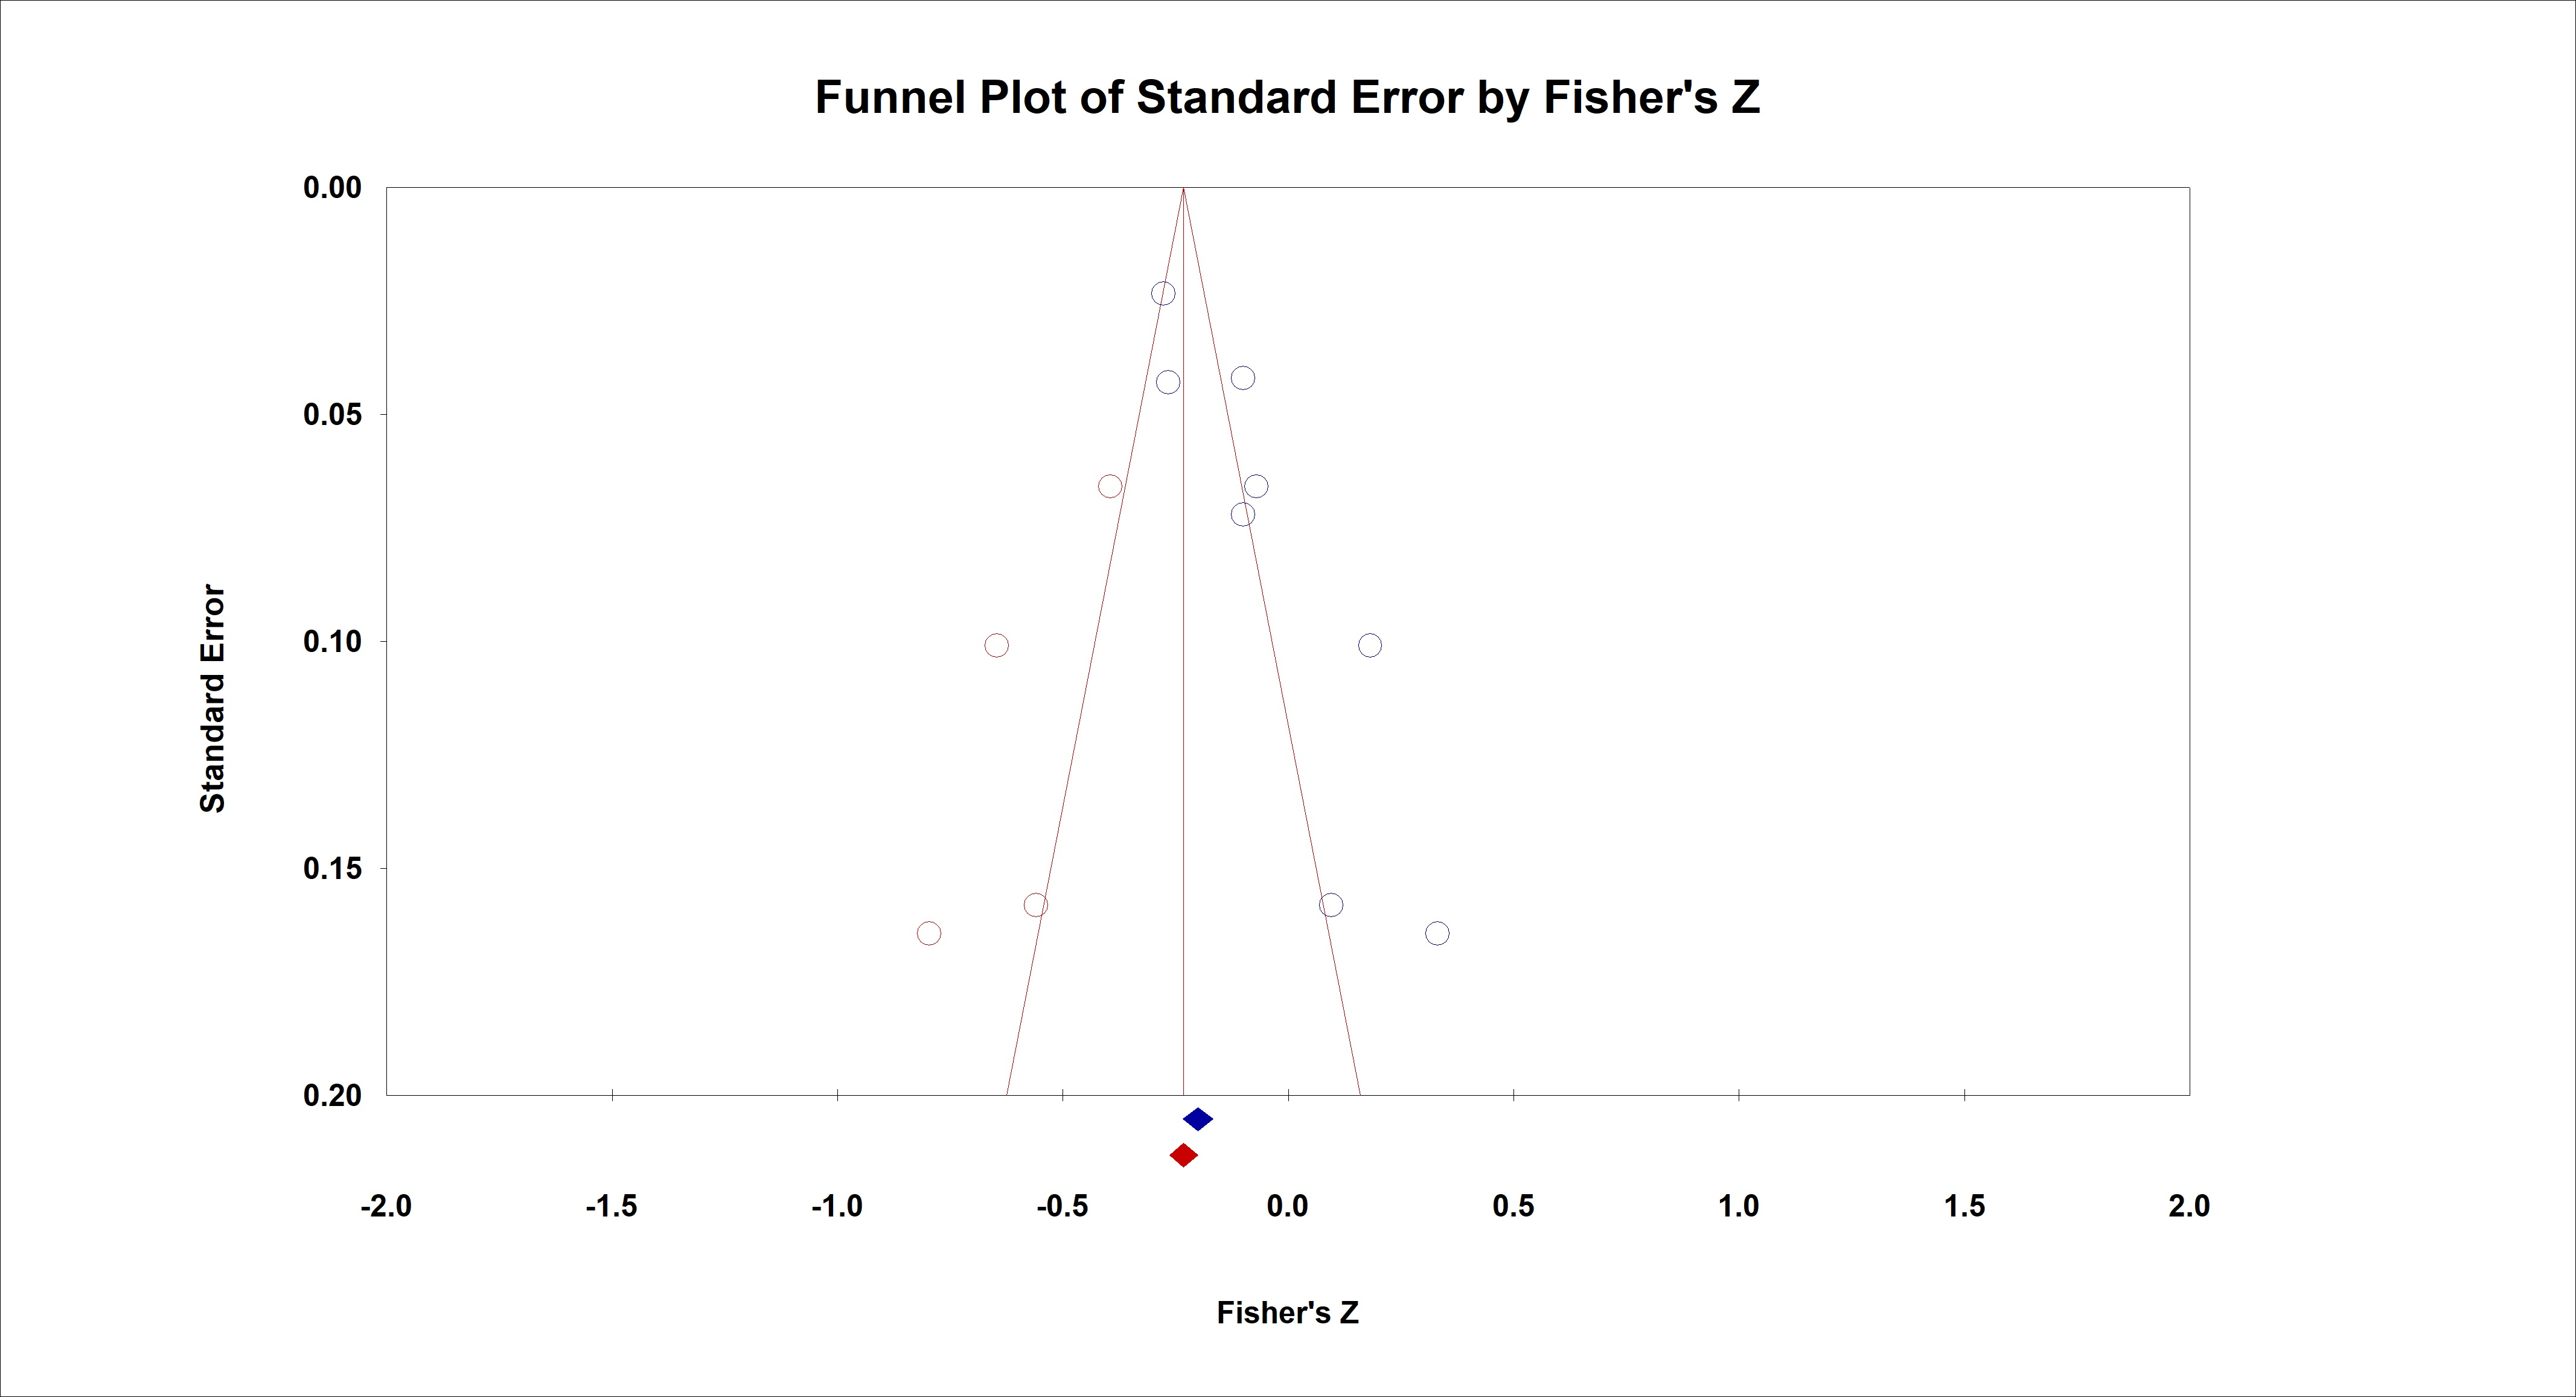 Funnel Plot of Standard Error by Fisher's Z
0.00
0.05
0.10
0.15
0.20
Standard Error
-2.0 -1.5 -1.0 -0.5 0.0 0.5 1.0 1.5 2.0
Fisher's Z